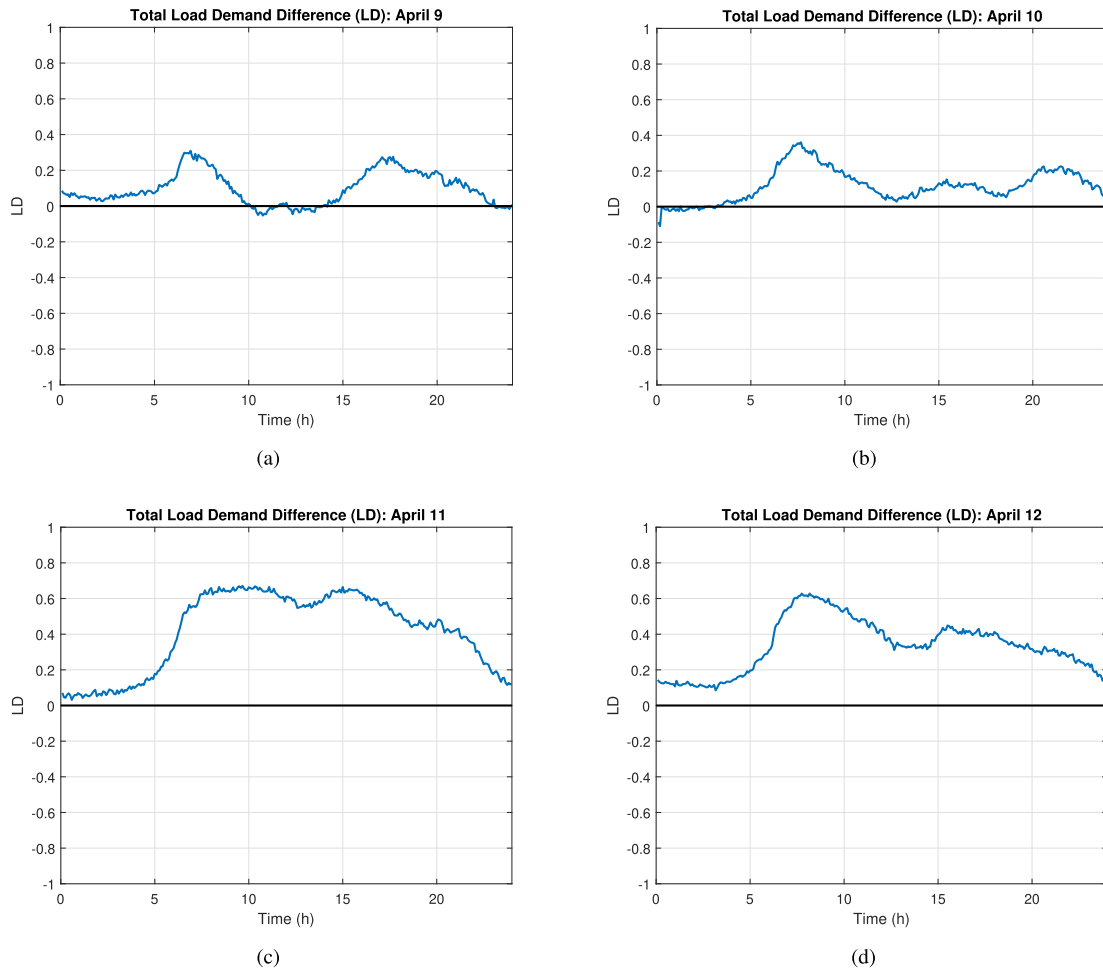 Total Load Demand Difference (LD): April 9
1
0.8
0.6
0.4
0.2
0
-0.2
-0.4
-0.6
-0.8
-1
LD
0 5 10 15 20
Time (h)
(a)
Total Load Demand Difference (LD): April 10
1
0.8
0.6
0.4
0.2
0
-0.2
-0.4
-0.6
-0.8
-1
LD
0 5 10 15 20
Time (h)
(b)
Total Load Demand Difference (LD): April 11
1
0.8
0.6
0.4
0.2
0
-0.2
-0.4
-0.6
-0.8
-1
LD
0 5 10 15 20
Time (h)
(c)
Total Load Demand Difference (LD): April 12
1
0.8
0.6
0.4
0.2
0
-0.2
-0.4
-0.6
-0.8
-1
LD
0 5 10 15 20
Time (h)
(d)